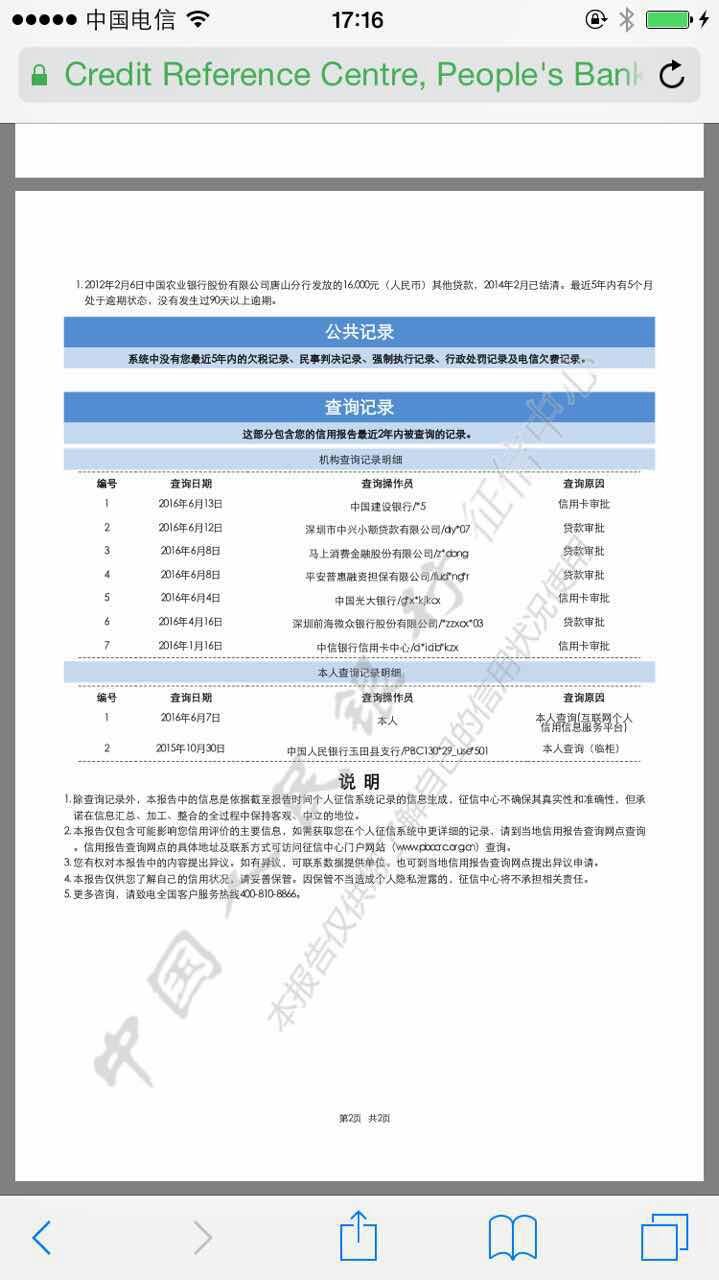 中国电信 17:16
Credit Reference Centre, People's Bank
1. 2012年2月6日中国农业银行股份有限公司唐山分行发放的16,000元（人民币）其他贷款，2014年2月已结清。最近5年内有5个月
处于逾期状态，没有发生过90天以上逾期。
公共记录
系统中没有您最近5年内的欠税记录、民事判决记录、强制执行记录、行政处罚记录及电信欠费记录。
查询记录
这部分包含您的信用报告最近2年内被查询的记录。
机构查询记录明细
编号 查询日期 查询操作员 查询原因
1 2016年6月13日 中国建设银行/*5 信用卡审批
2 2016年6月12日 深圳市中兴小额贷款有限公司/diy*07 贷款审批
3 2016年6月8日 马上消费金融股份有限公司/z*dong 贷款审批
4 2016年6月8日 平安普惠融资担保有限公司/fud*ng*r 贷款审批
5 2016年6月4日 中国光大银行/g*x*kjkcx 信用卡审批
6 2016年4月16日 深圳前海微众银行股份有限公司/*zzxcx*03 贷款审批
7 2016年1月16日 中信银行信用卡中心/d*idib*kzx 信用卡审批
本人查询记录明细
编号 查询日期 查询操作员 查询原因
1 2016年6月7日 本人 本人查询(互联网个人
信用信息服务平台)
2 2015年10月30日 中国人民银行玉田县支行/PBC130*29_use*501 本人查询（临柜）
说 明
1. 除查询记录外，本报告中的信息是依据截至报告时间个人征信系统记录的信息生成，征信中心不确保其真实性和准确性，但承
诺在信息汇总、加工、整合的全过程中保持客观、中立的地位。
2. 本报告仅包含可能影响您信用评价的主要信息，如需获取您在个人征信系统中更详细的记录，请到当地信用报告查询网点查询
。信用报告查询网点的具体地址及联系方式可访问征信中心门户网站（www.pbccrc.org.cn）查询。
3. 您有权对本报告中的内容提出异议。如有异议，可联系数据提供单位，也可到当地信用报告查询网点提出异议申请。
4. 本报告仅供您了解自己的信用状况，请妥善保管。因保管不当造成个人隐私泄露的，征信中心将不承担相关责任。
5. 更多咨询，请致电全国客户服务热线400-810-8866。
中国人民银行征信中心
本报告仅供您了解自己的信用状况使用
第2页 共2页